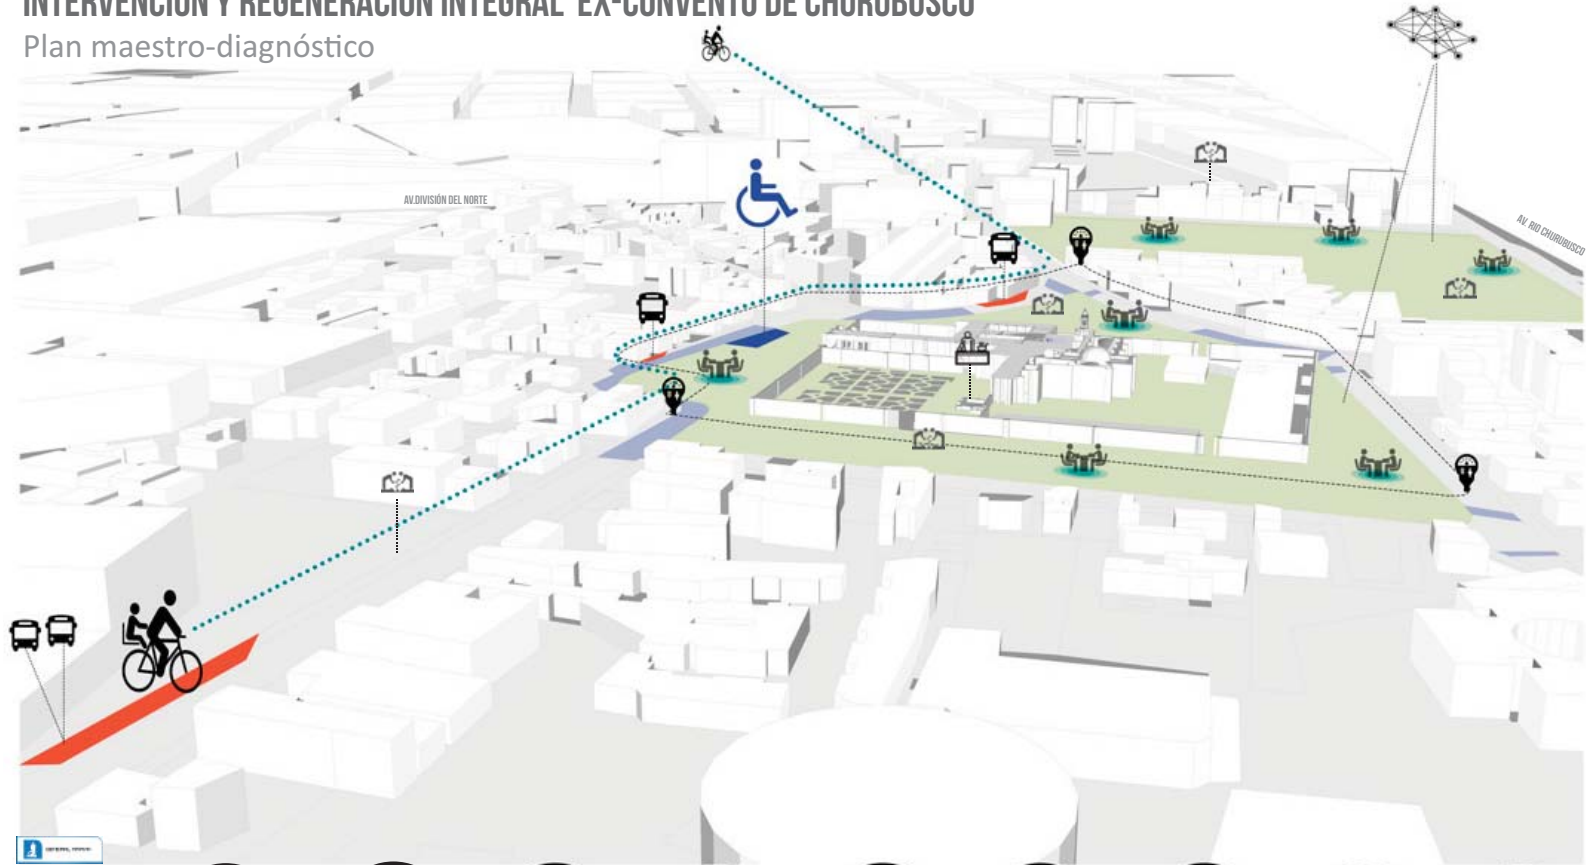 INTERVENCIÓN Y REGENERACIÓN INTEGRAL EX-CONVENTO DE CHURUBUSCO
Plan maestro-diagnóstico
AV.DIVISIÓN DEL NORTE
AV. RIO CHURUBUSCO